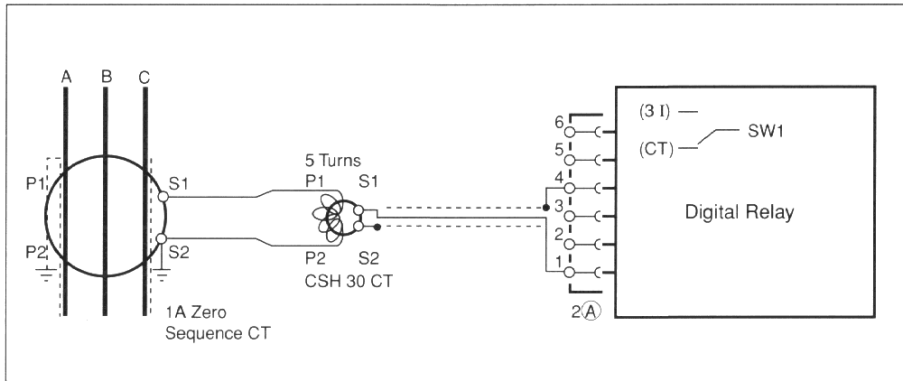 A B C
P1
P2
S1
S2
1A Zero
Sequence CT
5 Turns
P1 S1
P2 S2
CSH 30 CT
6
5
4
3
2
1
2Ⓐ
(3 I)
(CT)
SW1
Digital Relay